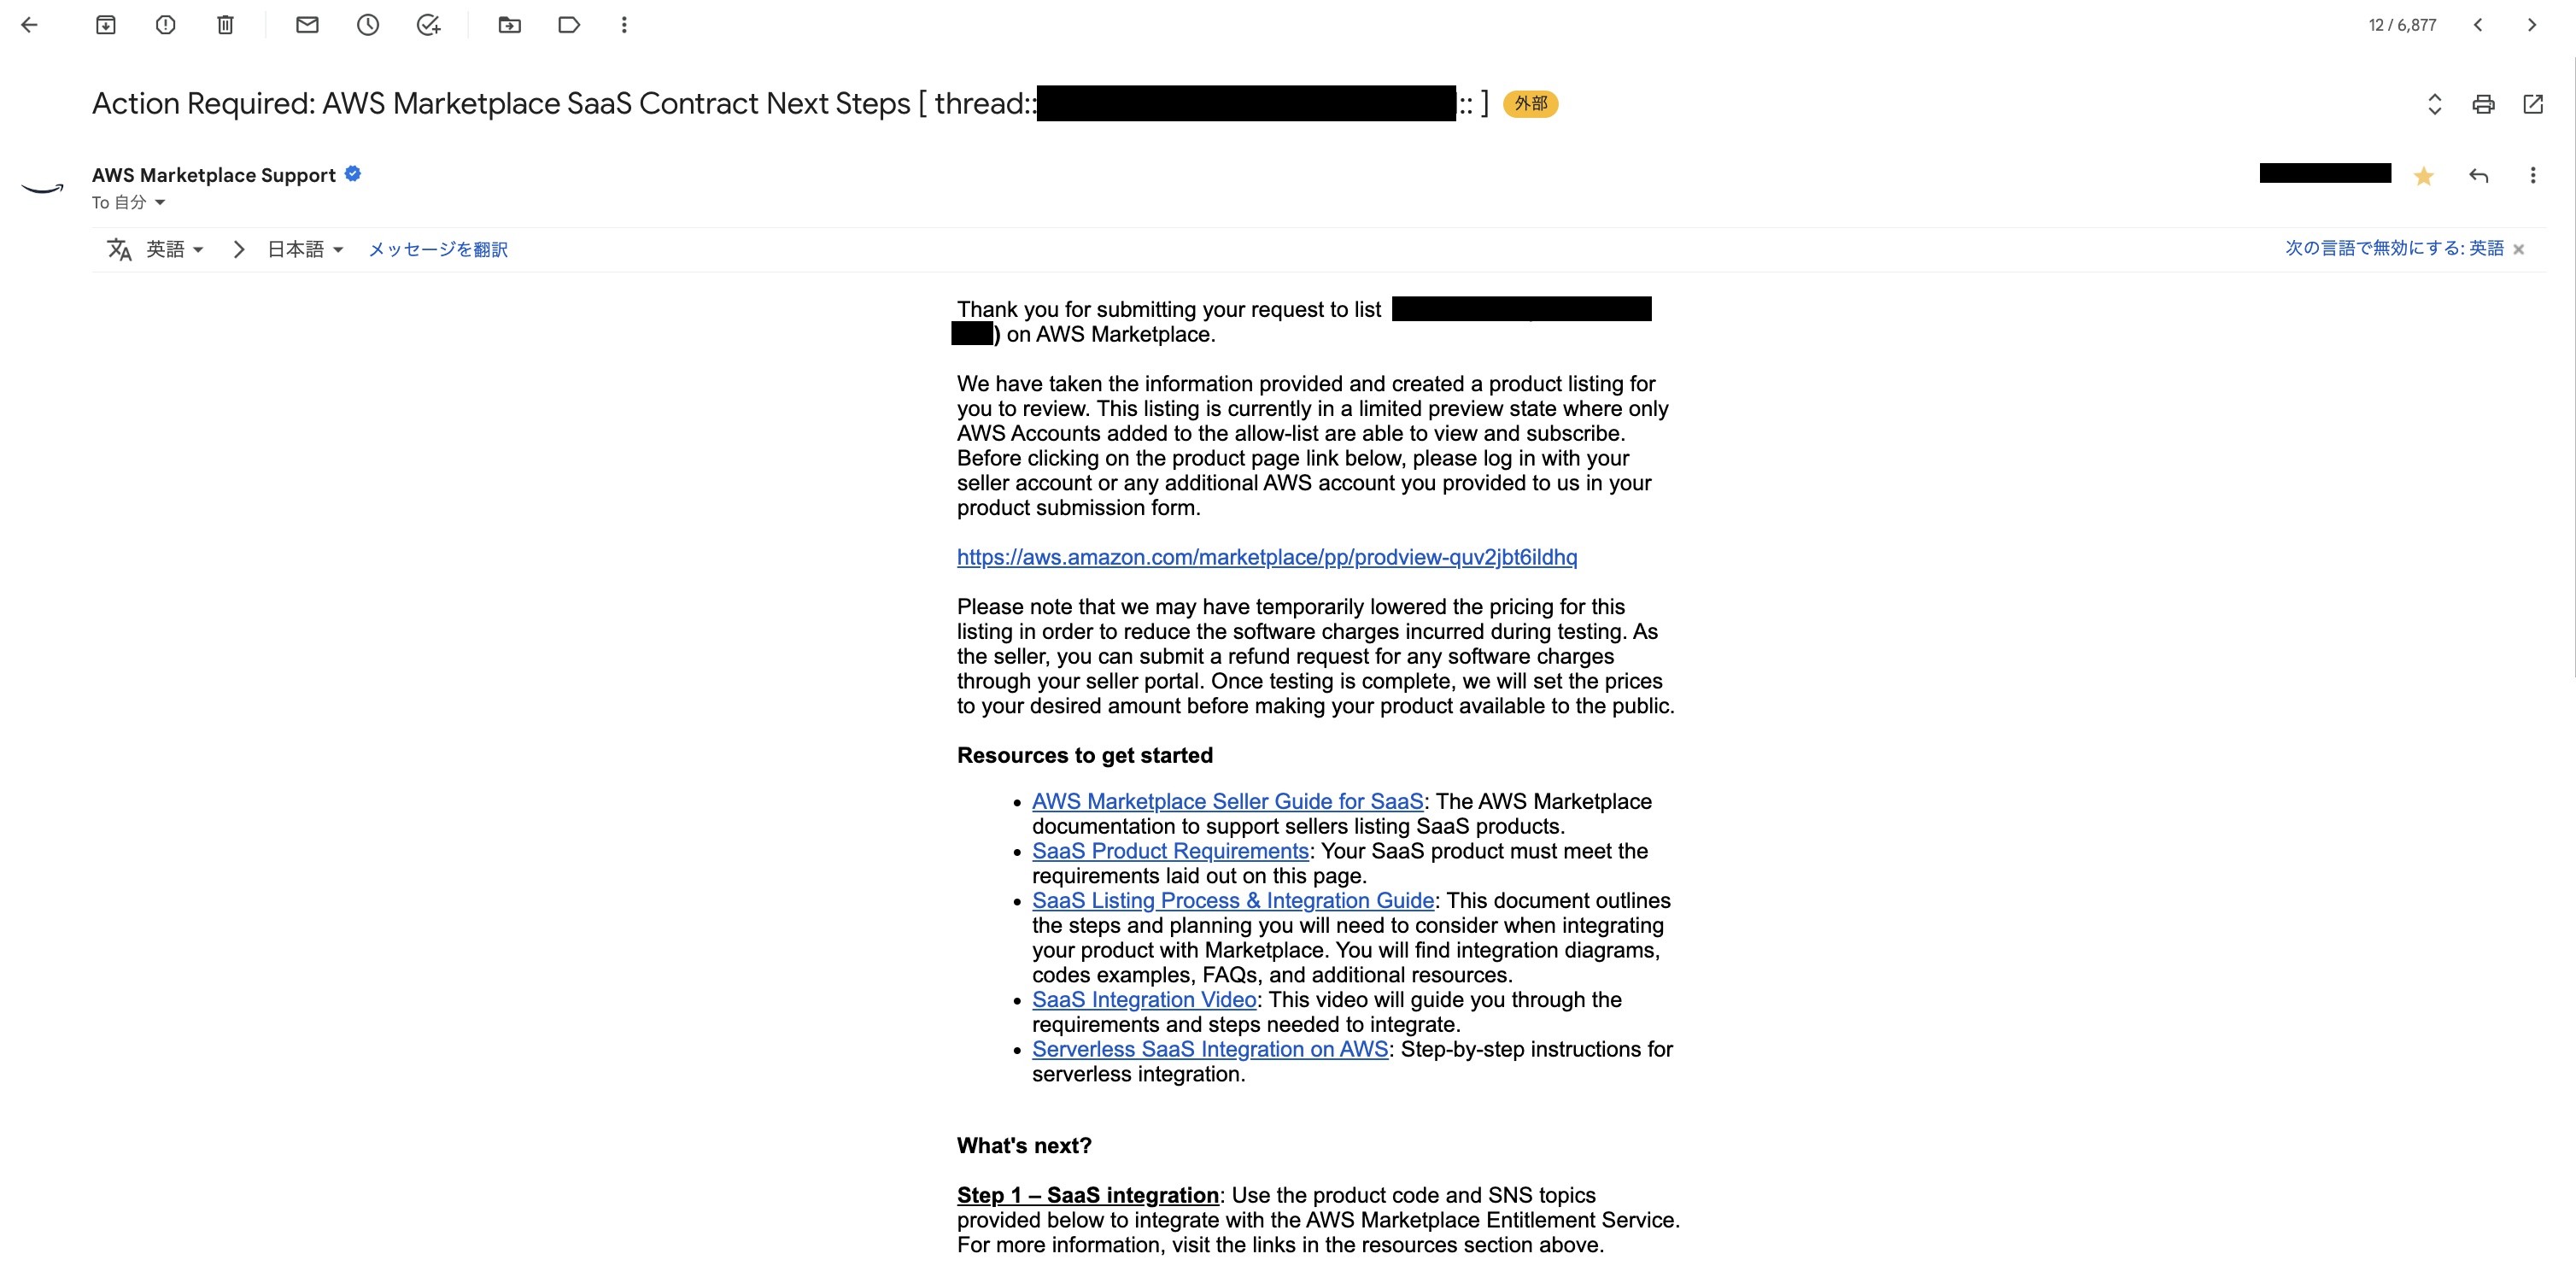 12 / 6,877
Action Required: AWS Marketplace SaaS Contract Next Steps [ thread:: :: ] 外部
AWS Marketplace Support
To 自分
英語 日本語 メッセージを翻訳 次の言語で無効にする: 英語
Thank you for submitting your request to list
) on AWS Marketplace.
We have taken the information provided and created a product listing for
you to review. This listing is currently in a limited preview state where only
AWS Accounts added to the allow-list are able to view and subscribe.
Before clicking on the product page link below, please log in with your
seller account or any additional AWS account you provided to us in your
product submission form.
https://aws.amazon.com/marketplace/pp/prodview-quv2jbt6ildhq
Please note that we may have temporarily lowered the pricing for this
listing in order to reduce the software charges incurred during testing. As
the seller, you can submit a refund request for any software charges
through your seller portal. Once testing is complete, we will set the prices
to your desired amount before making your product available to the public.
Resources to get started
• AWS Marketplace Seller Guide for SaaS: The AWS Marketplace
documentation to support sellers listing SaaS products.
• SaaS Product Requirements: Your SaaS product must meet the
requirements laid out on this page.
• SaaS Listing Process & Integration Guide: This document outlines
the steps and planning you will need to consider when integrating
your product with Marketplace. You will find integration diagrams,
codes examples, FAQs, and additional resources.
• SaaS Integration Video: This video will guide you through the
requirements and steps needed to integrate.
• Serverless SaaS Integration on AWS: Step-by-step instructions for
serverless integration.
What's next?
Step 1 – SaaS integration: Use the product code and SNS topics
provided below to integrate with the AWS Marketplace Entitlement Service.
For more information, visit the links in the resources section above.